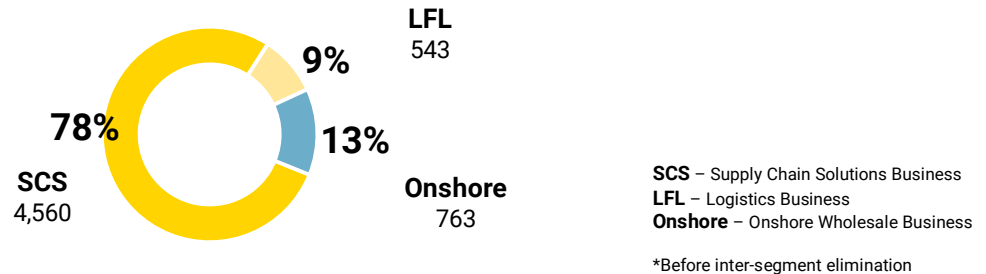 LFL
543
9%
78%
13%
SCS
4,560
Onshore
763
SCS – Supply Chain Solutions Business
LFL – Logistics Business
Onshore – Onshore Wholesale Business
*Before inter-segment elimination